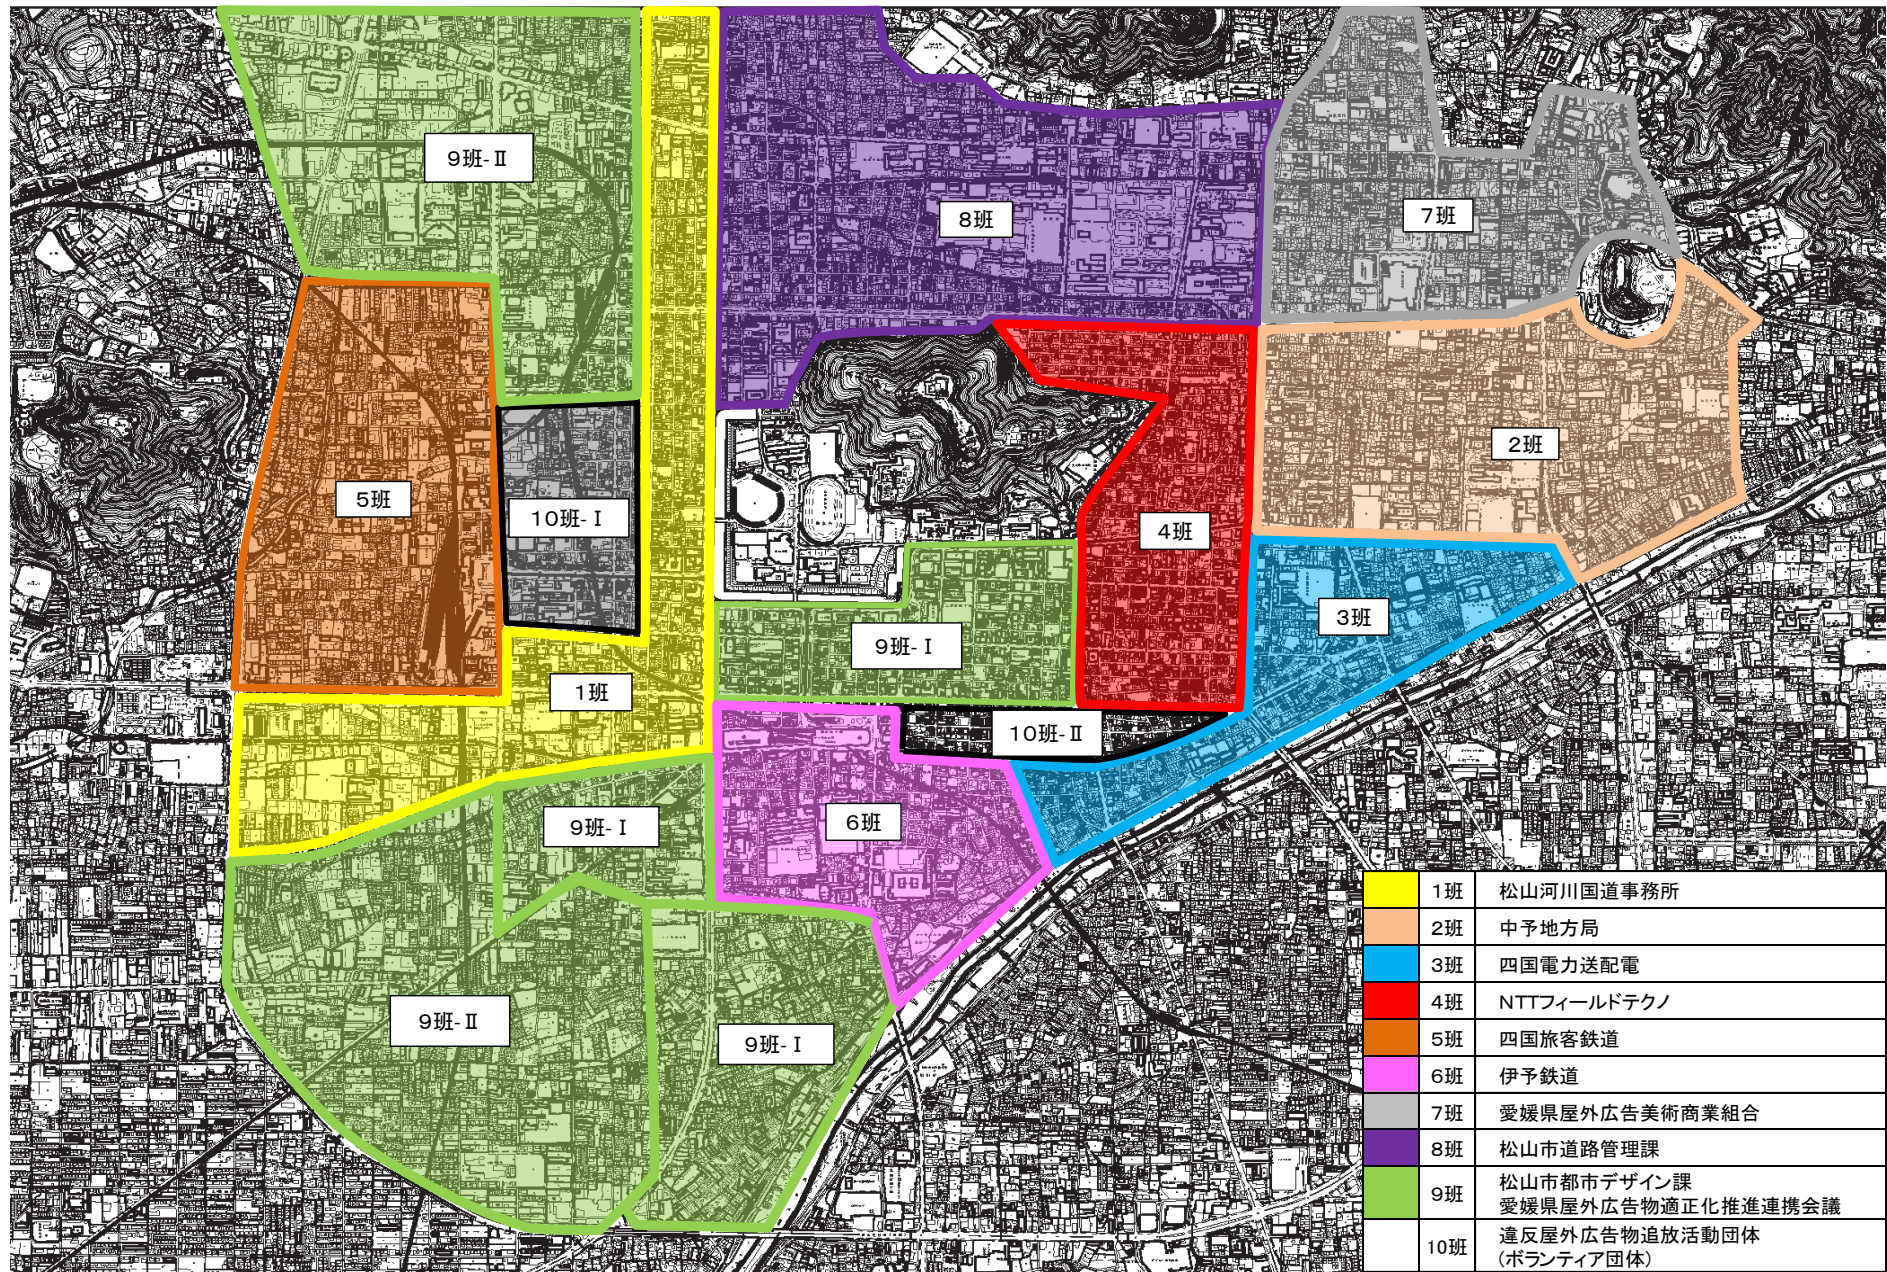 9班-Ⅱ
8班
7班
2班
5班
10班-Ⅰ
4班
3班
9班-Ⅰ
1班
10班-Ⅱ
9班-Ⅰ
6班
9班-Ⅱ
9班-Ⅰ
1班 松山河川国道事務所
2班 中予地方局
3班 四国電力送配電
4班 NTTフィールドテクノ
5班 四国旅客鉄道
6班 伊予鉄道
7班 愛媛県屋外広告美術商業組合
8班 松山市道路管理課
9班 松山市都市デザイン課
愛媛県屋外広告物適正化推進連携会議
10班 違反屋外広告物追放活動団体
(ボランティア団体)